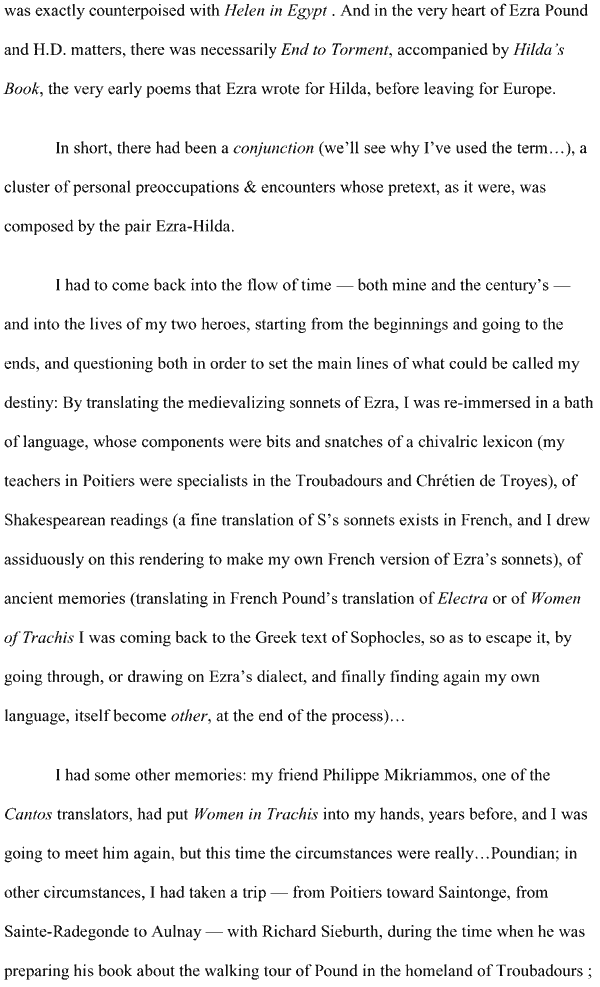 was exactly counterpoised with Helen in Egypt . And in the very heart of Ezra Pound
and H.D. matters, there was necessarily End to Torment, accompanied by Hilda’s
Book, the very early poems that Ezra wrote for Hilda, before leaving for Europe.
In short, there had been a conjunction (we’ll see why I’ve used the term…), a
cluster of personal preoccupations & encounters whose pretext, as it were, was
composed by the pair Ezra-Hilda.
I had to come back into the flow of time — both mine and the century’s —
and into the lives of my two heroes, starting from the beginnings and going to the
ends, and questioning both in order to set the main lines of what could be called my
destiny: By translating the medievalizing sonnets of Ezra, I was re-immersed in a bath
of language, whose components were bits and snatches of a chivalric lexicon (my
teachers in Poitiers were specialists in the Troubadours and Chrétien de Troyes), of
Shakespearean readings (a fine translation of S’s sonnets exists in French, and I drew
assiduously on this rendering to make my own French version of Ezra’s sonnets), of
ancient memories (translating in French Pound’s translation of Electra or of Women
of Trachis I was coming back to the Greek text of Sophocles, so as to escape it, by
going through, or drawing on Ezra’s dialect, and finally finding again my own
language, itself become other, at the end of the process)…
I had some other memories: my friend Philippe Mikriammos, one of the
Cantos translators, had put Women in Trachis into my hands, years before, and I was
going to meet him again, but this time the circumstances were really…Poundian; in
other circumstances, I had taken a trip — from Poitiers toward Saintonge, from
Sainte-Radegonde to Aulnay — with Richard Sieburth, during the time when he was
preparing his book about the walking tour of Pound in the homeland of Troubadours ;